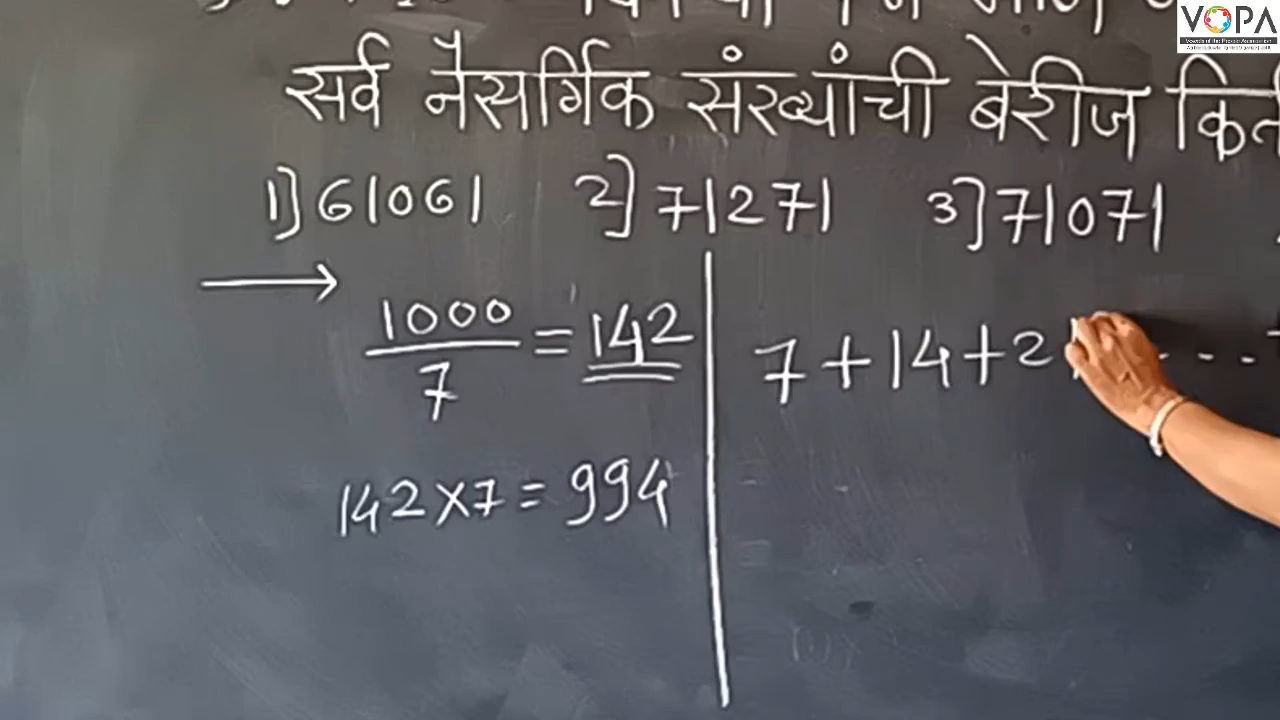 सर्व नैसर्गिक संख्यांची बेरीज
1] 61061 2] 71271 3] 71071
→ 1000/7 = 142
7 + 14 + 2 - - -
142 × 7 = 994
VOPA